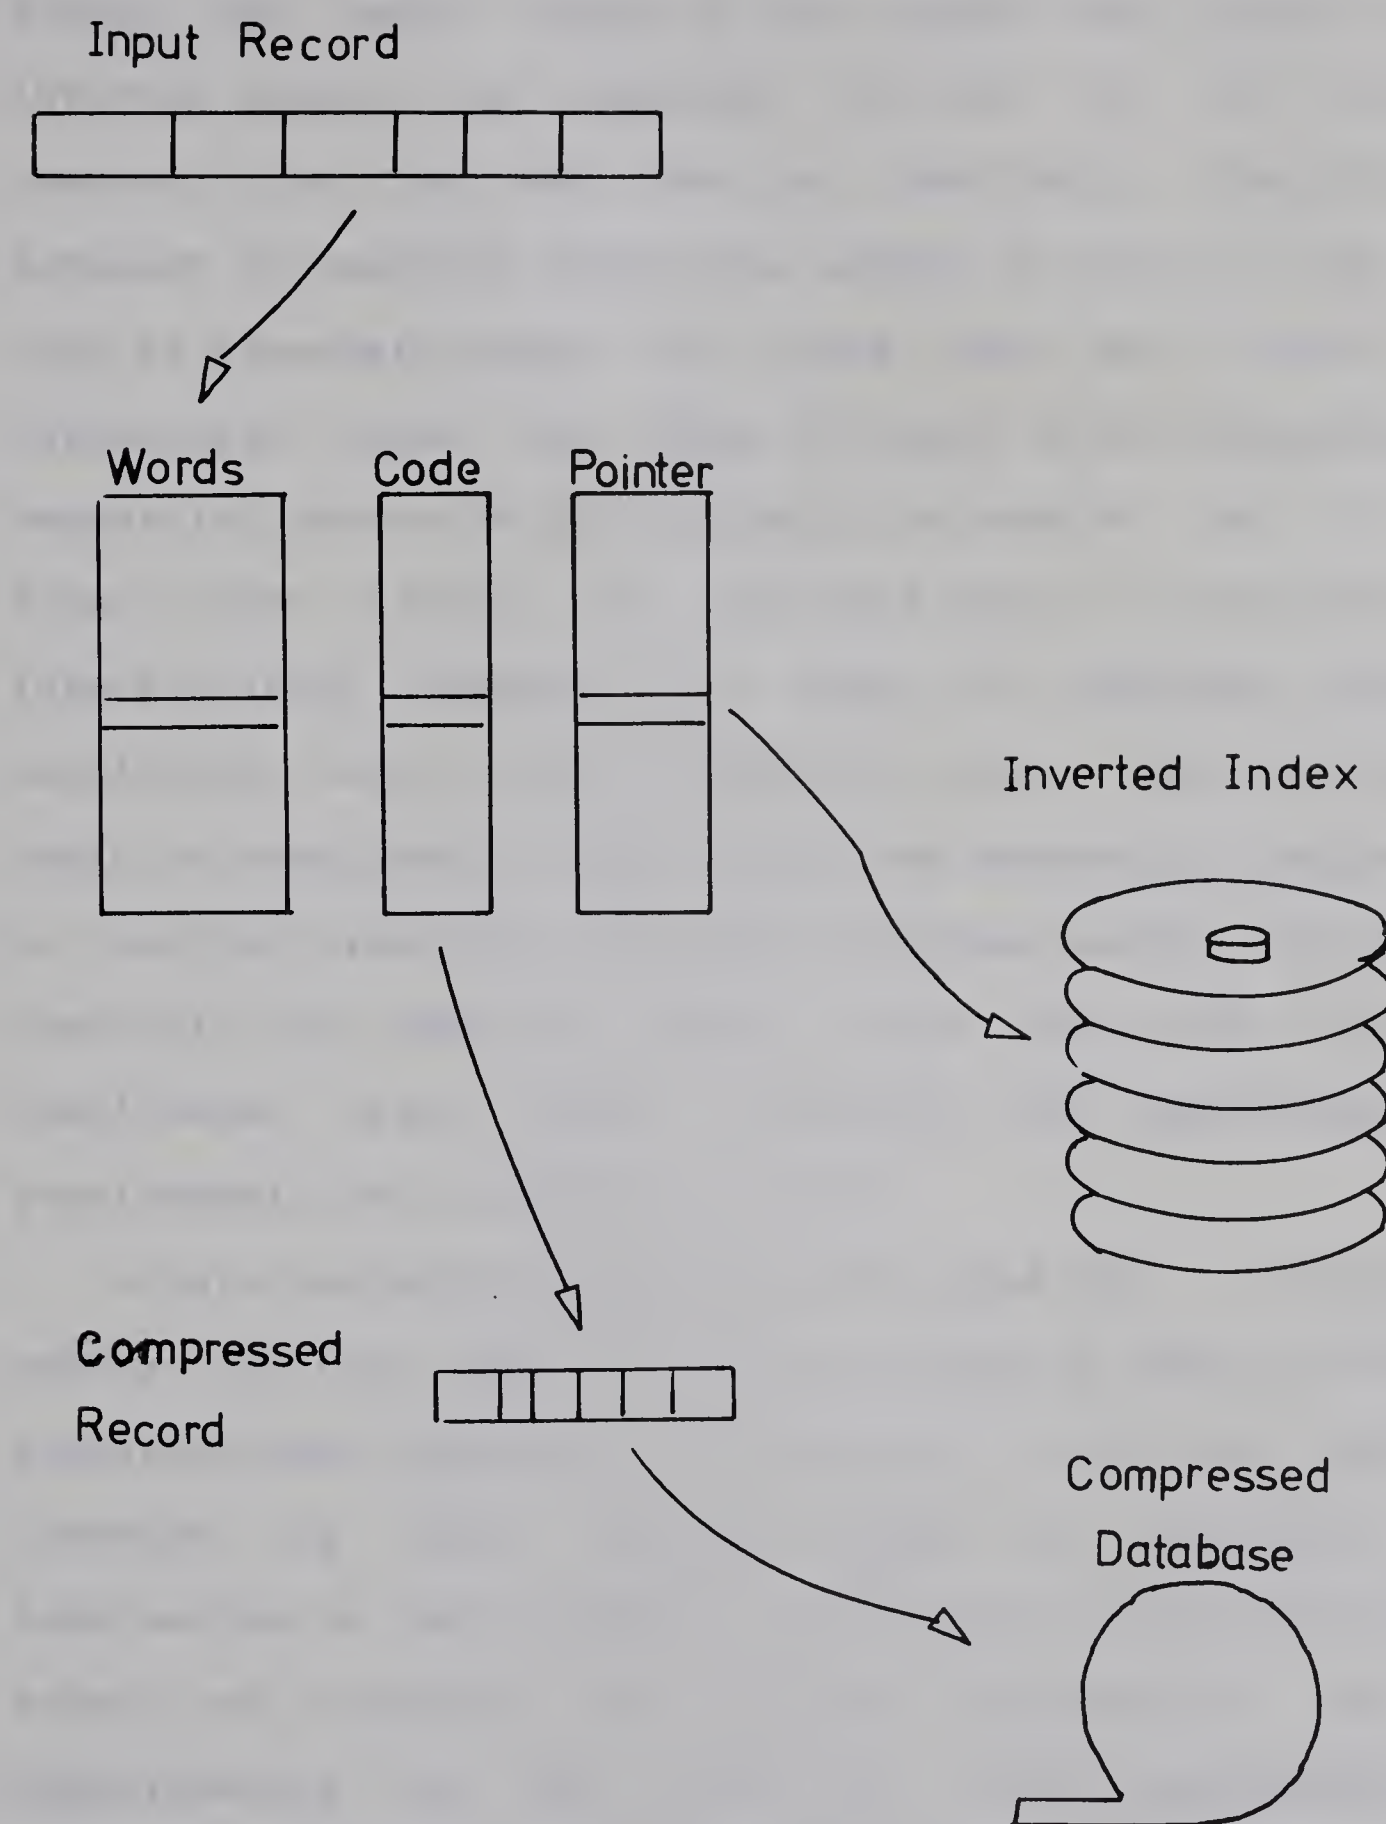 Input Record
Words Code Pointer
Inverted Index
Compressed
Record
Compressed
Database